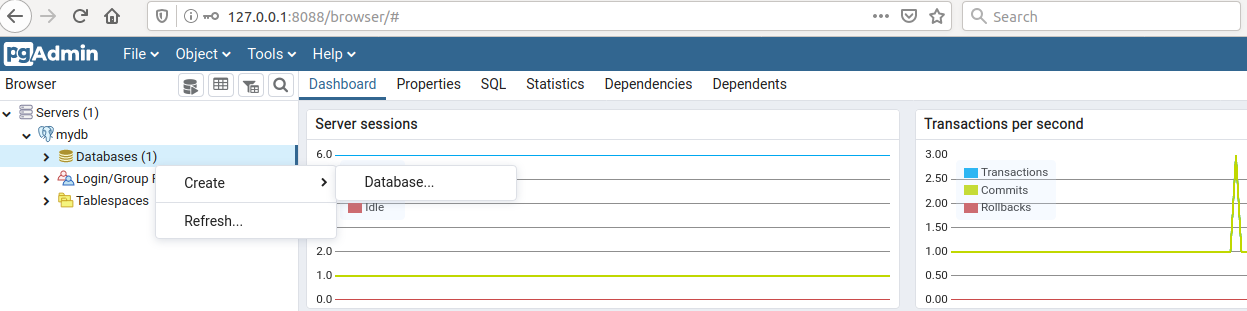 127.0.0.1:8088/browser/#
Search
pgAdmin File Object Tools Help
Browser
Dashboard Properties SQL Statistics Dependencies Dependents
Servers (1)
mydb
Databases (1)
Login/Group
Tablespaces
Create
Database...
Refresh...
Server sessions
6.0
Idle
2.0
1.0
0.0
Transactions per second
3.00
2.50
2.00
1.50
1.00
0.50
0.00
Transactions
Commits
Rollbacks